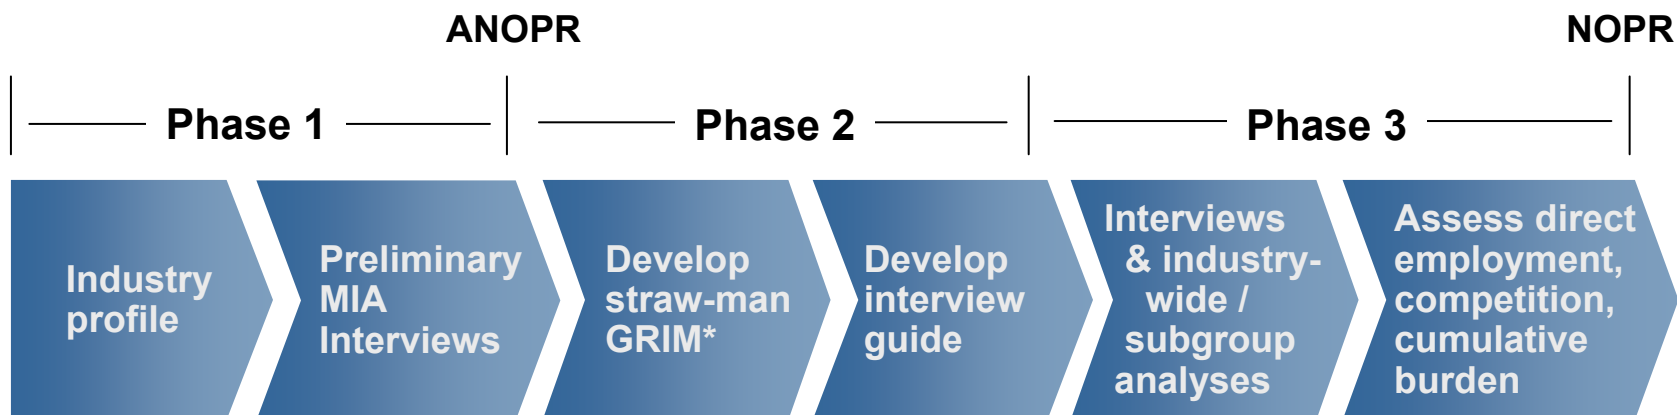 ANOPR
NOPR
Phase 1
Phase 2
Phase 3
Industry
profile
Preliminary
MIA
Interviews
Develop
straw-man
GRIM*
Develop
interview
guide
Interviews
& industry-
wide /
subgroup
analyses
Assess direct
employment,
competition,
cumulative
burden